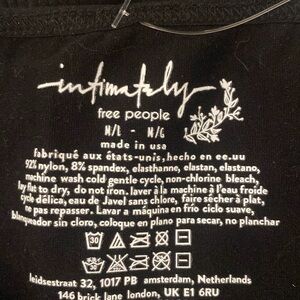 intimately
free people
M/L - M/G
made in usa
fabriqué aux états-unis, hecho en ee.uu
92% nylon, 8% spandex, elasthanne, elastan, elastano,
machine wash cold gentle cycle, non-chlorine bleach,
lay flat to dry, do not iron. lavar à la machine à l'eau froide
cycle délica, eau de Javel sans chlore, faire sécher à plat,
ne pas repasser. Lavar a máquina en frío ciclo suave,
blanqueador sin cloro, coloque en plano para secar, no planchar
30
30
leidsestraat 32, 1017 PB amsterdam, Netherlands
146 brick lane london, UK E1 6RU